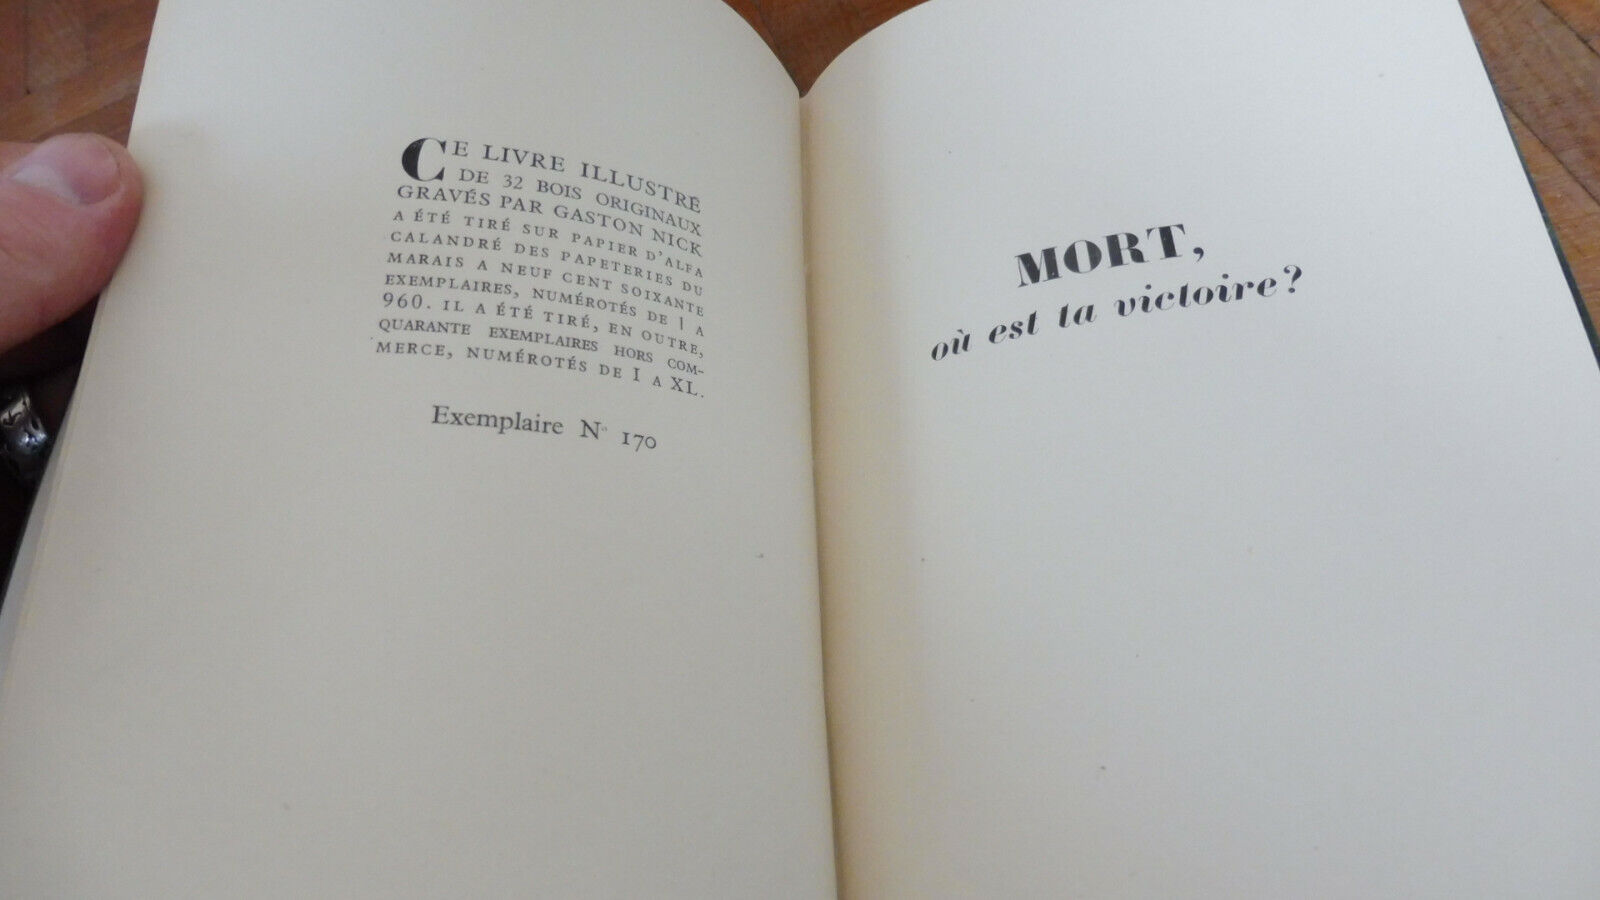 CE LIVRE ILLUSTRÉ
DE 32 BOIS ORIGINAUX
GRAVÉS PAR GASTON NICK
A ÉTÉ TIRÉ SUR PAPIER D'ALFA
CALANDRÉ DES PAPETERIES DU
MARAIS A NEUF CENT SOIXANTE
EXEMPLAIRES, NUMÉROTÉS DE 1 A
960. IL A ÉTÉ TIRÉ, EN OUTRE,
QUARANTE EXEMPLAIRES HORS COM-
MERCE, NUMÉROTÉS DE I A XL.
Exemplaire N° 170
MORT,
où est ta victoire?